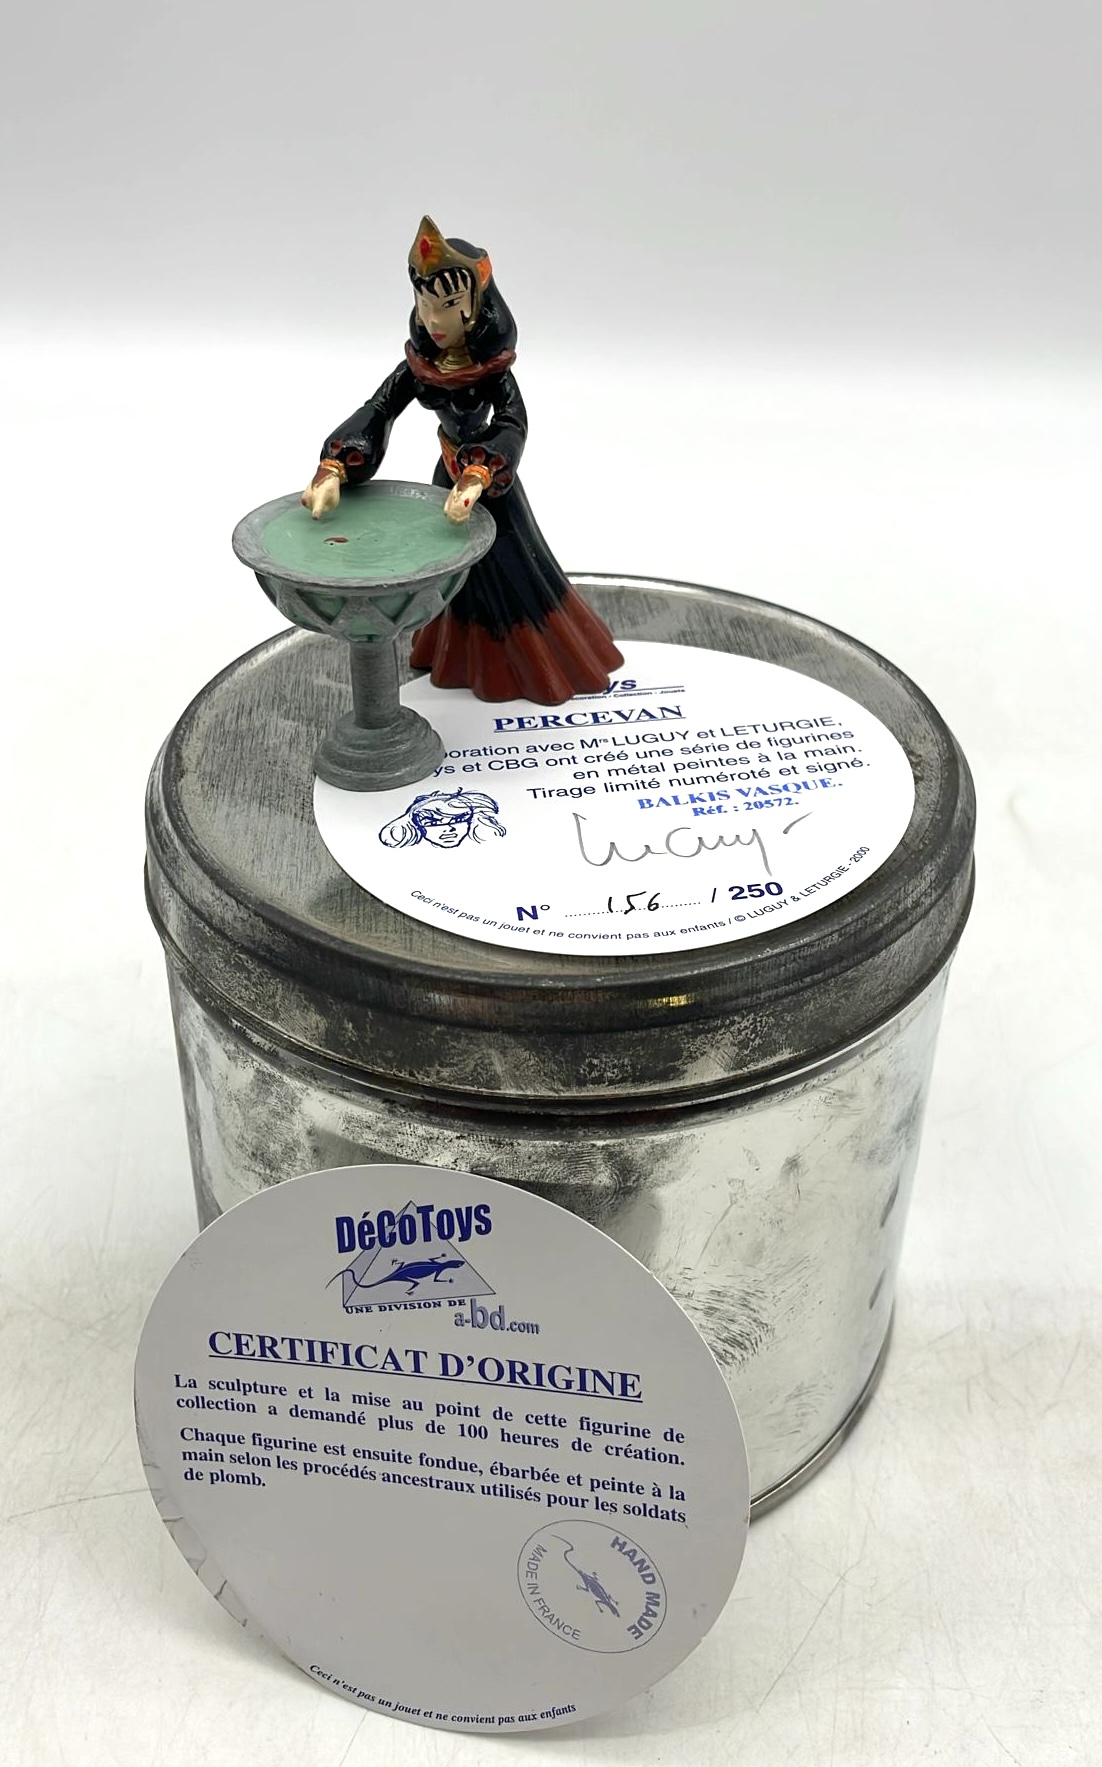 PERCEVAN
avec Mrs LUGUY et LETURGIE,
et CBG ont créé une série de figurines
en métal peintes à la main.
Tirage limité numéroté et signé.
BALKIS VASQUE.
Réf. : 20572.
Luguy
N° 156 / 250
Ceci n'est pas un jouet et ne convient pas aux enfants / © LUGUY & LETURGIE - 2000
DéCoToys
UNE DIVISION DE
a-bd.com
CERTIFICAT D'ORIGINE
La sculpture et la mise au point de cette figurine de
collection a demandé plus de 100 heures de création.
Chaque figurine est ensuite fondue, ébarbée et peinte à la
main selon les procédés ancestraux utilisés pour les soldats
de plomb.
HAND MADE
MADE IN FRANCE
Ceci n'est pas un jouet et ne convient pas aux enfants